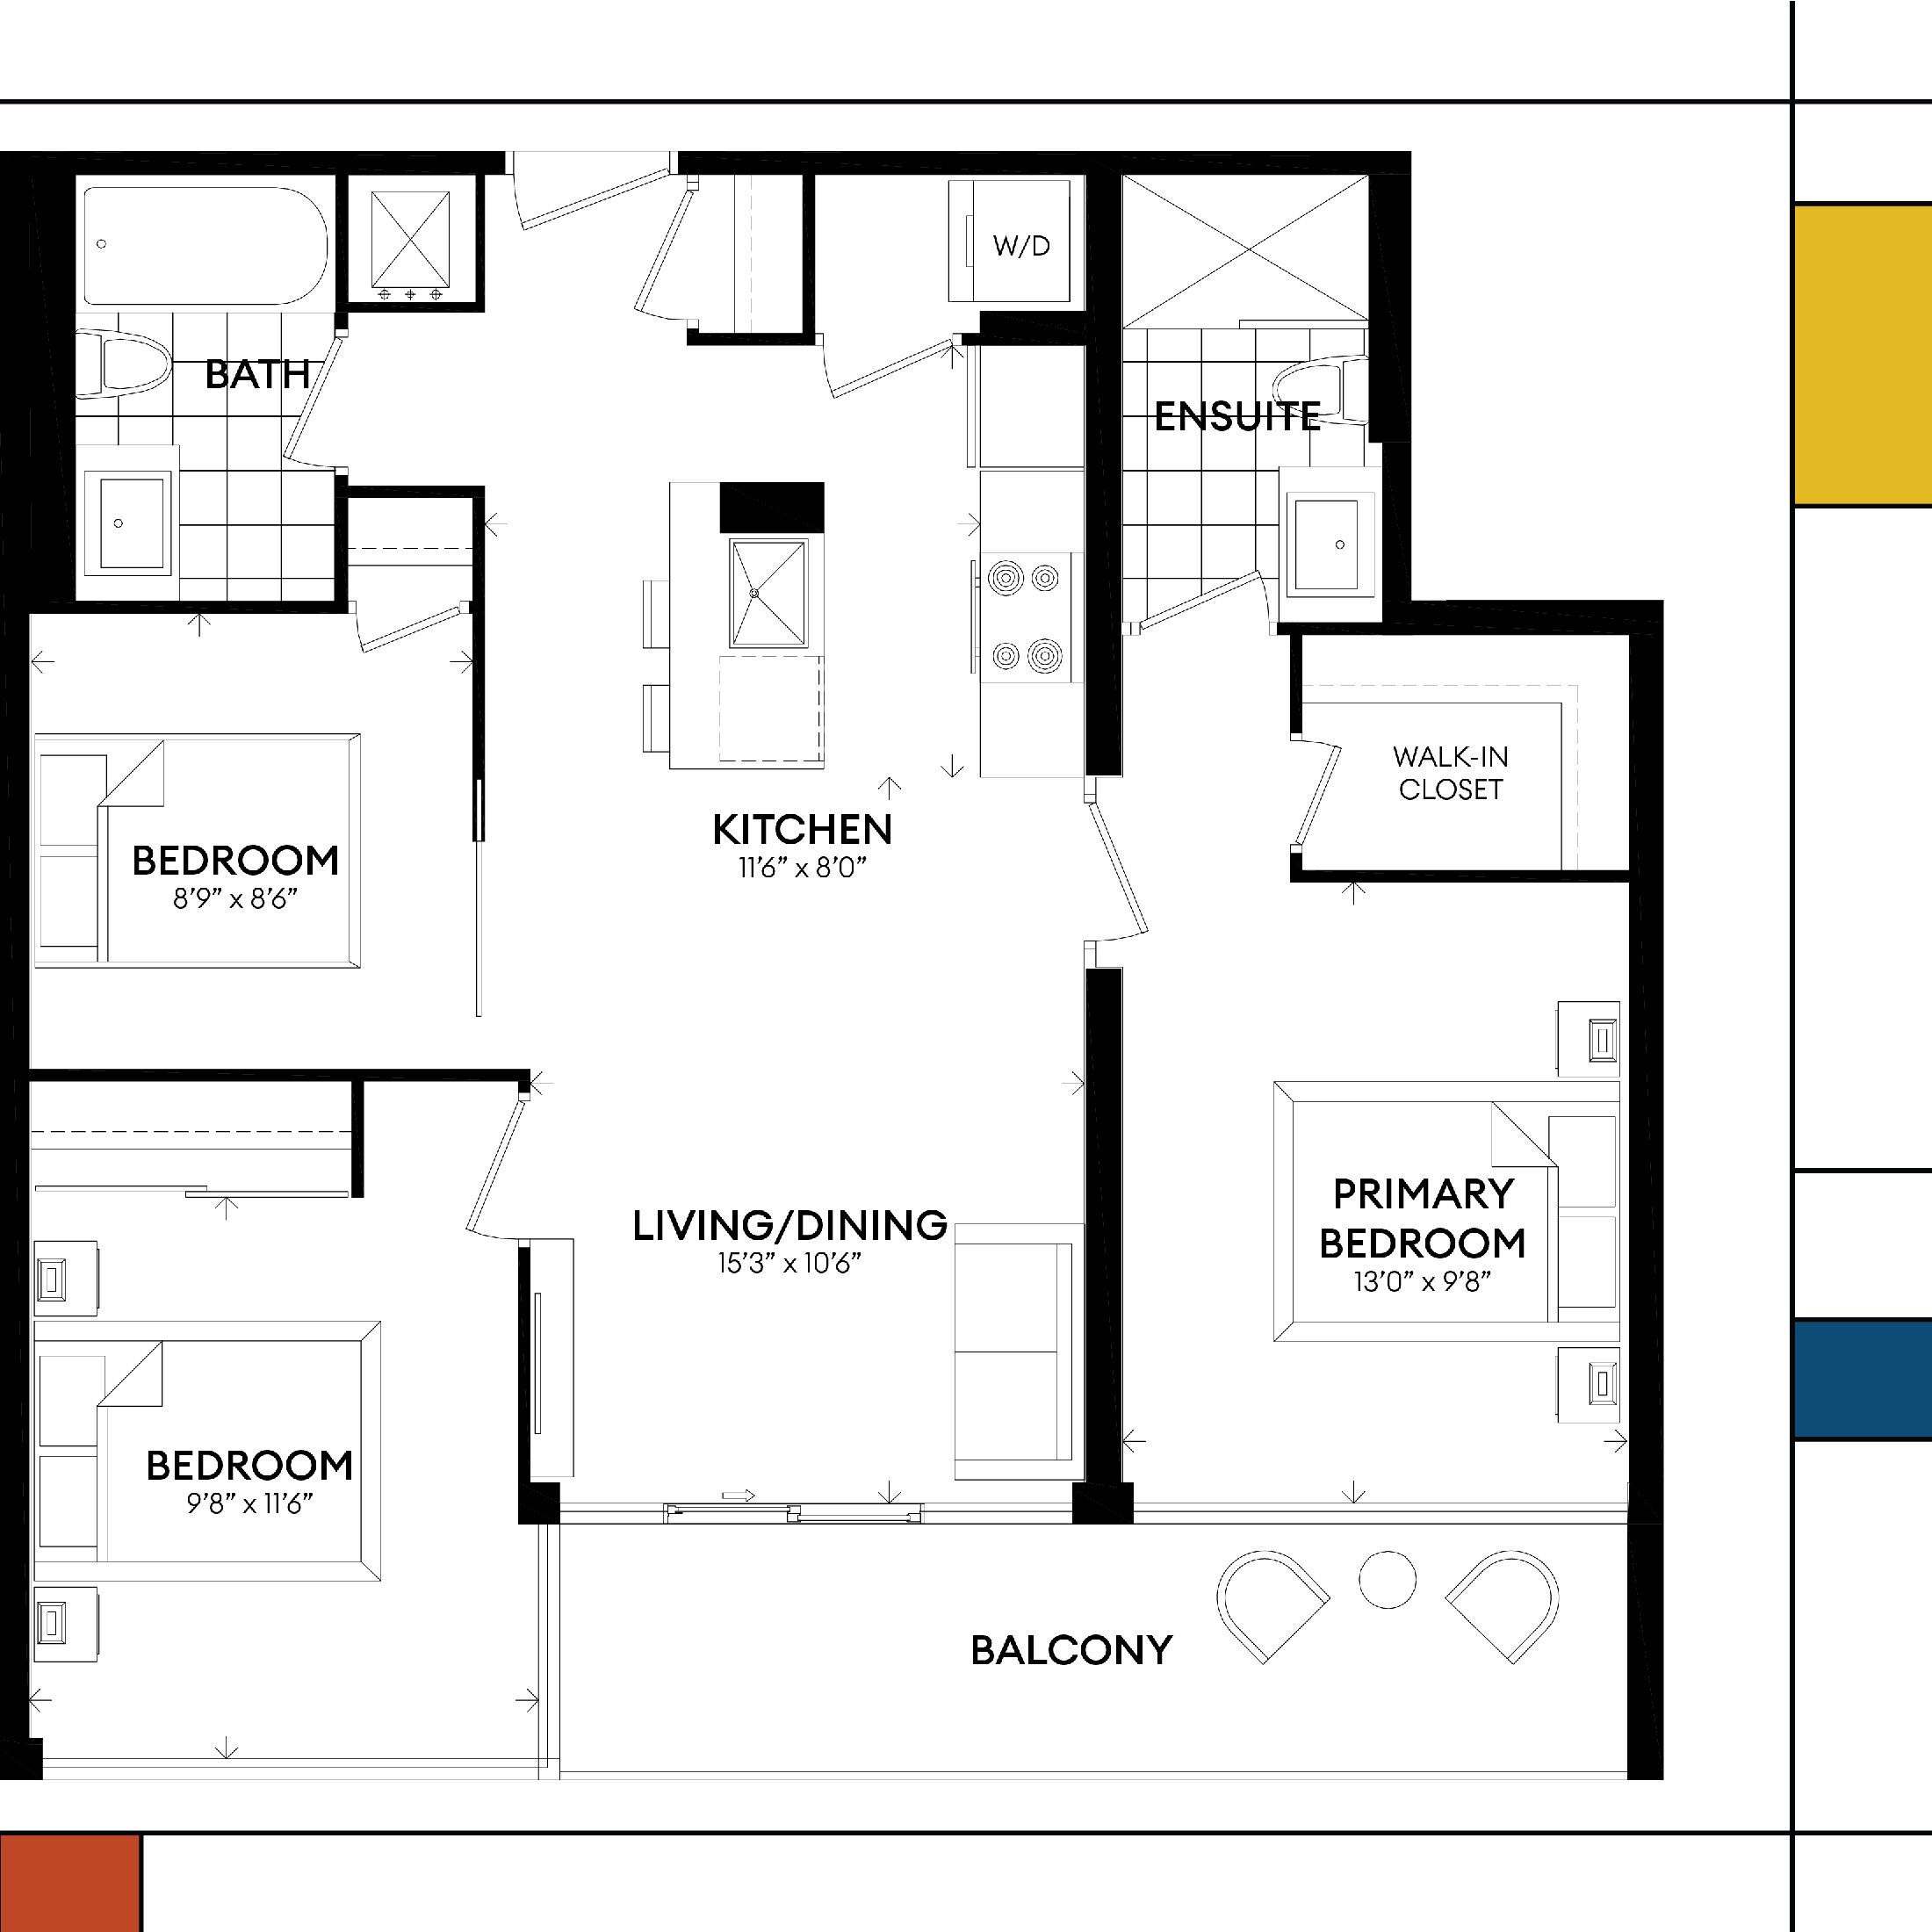 W/D
BATH
ENSUITE
WALK-IN
CLOSET
KITCHEN
11’6” x 8’0”
BEDROOM
8’9” x 8’6”
LIVING/DINING
15’3” x 10’6”
PRIMARY
BEDROOM
13’0” x 9’8”
BEDROOM
9’8” x 11’6”
BALCONY